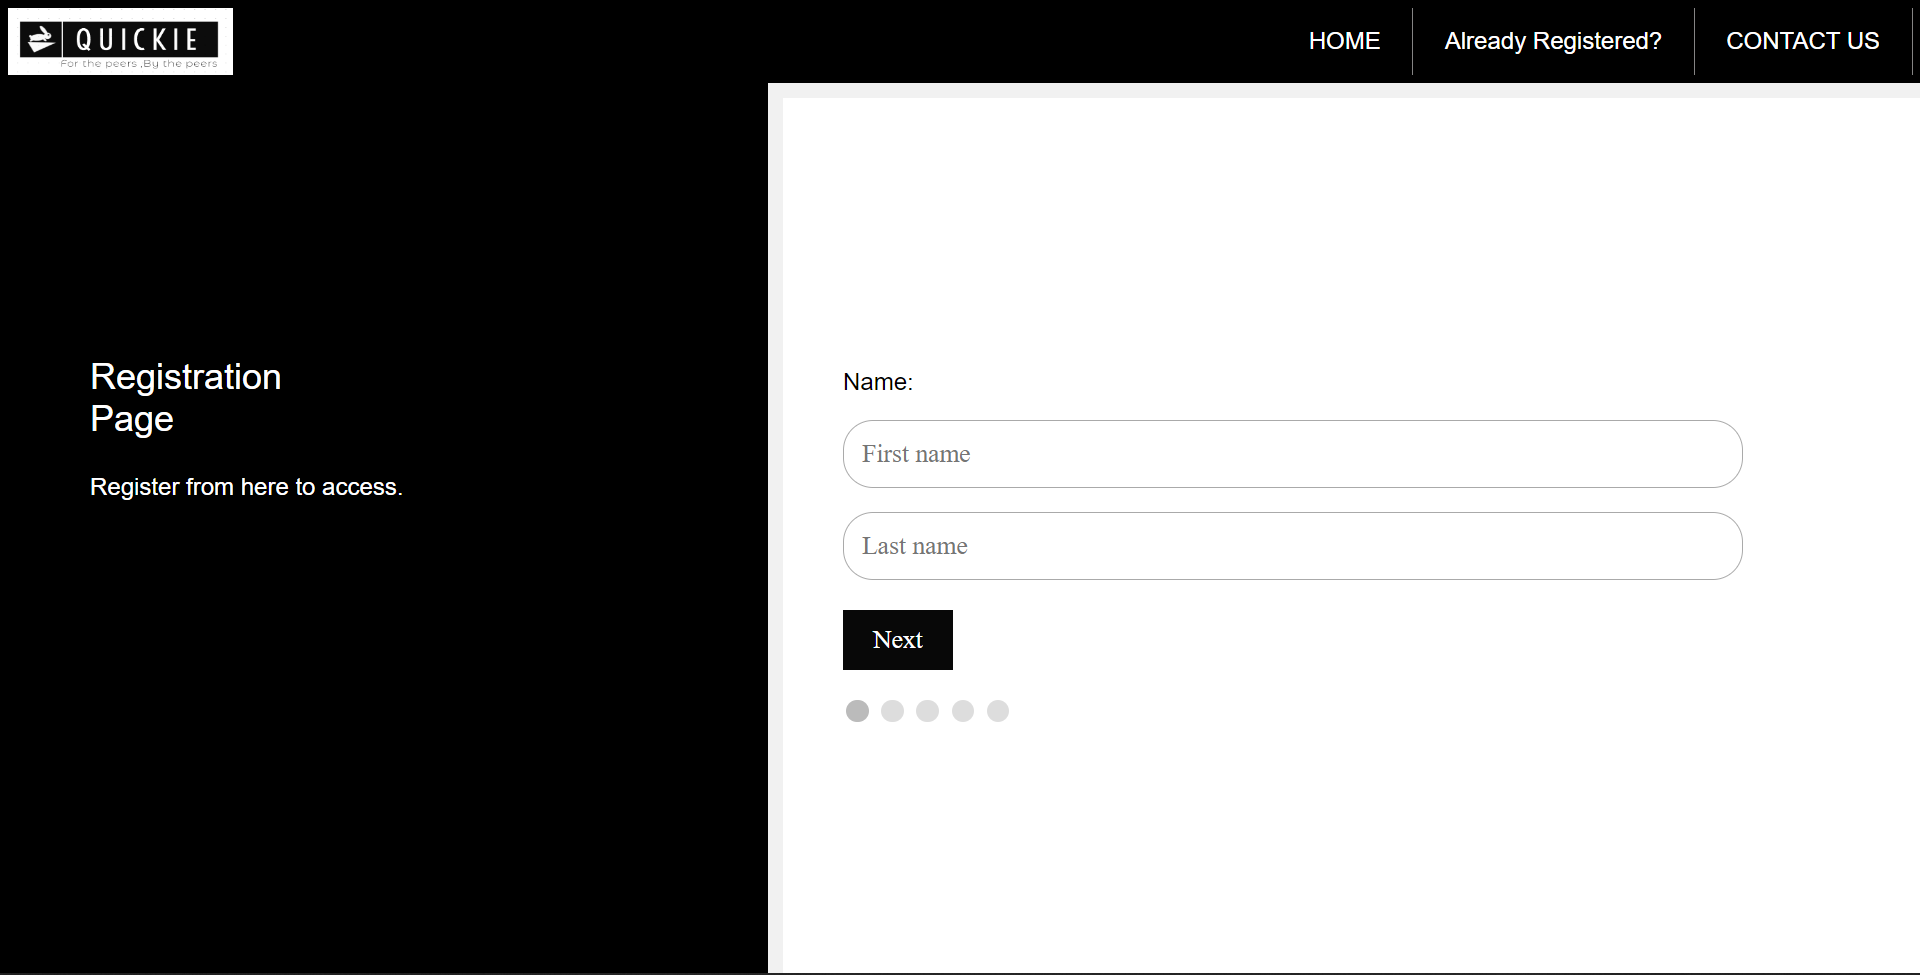 QUICKIE
For the peers ,By the peers
HOME
Already Registered?
CONTACT US
Registration
Page
Register from here to access.
Name:
First name
Last name
Next